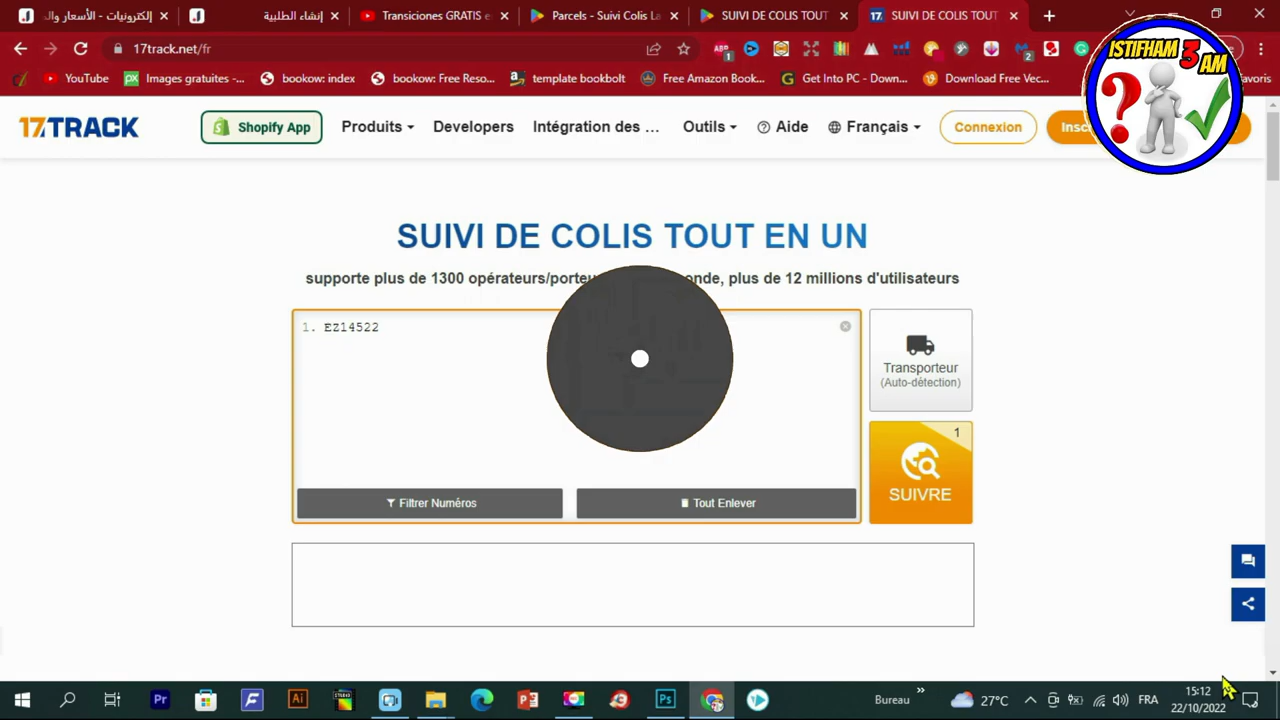 إلكترونيات - الأسعار والد
إنشاء الطلبية
Transiciones GRATIS e
Parcels - Suivi Colis La
SUIVI DE COLIS TOUT
SUIVI DE COLIS TOUT
17track.net/fr
YouTube
Images gratuites -...
bookow: index
bookow: Free Reso...
template bookbolt
Free Amazon Book...
Get Into PC - Down...
Download Free Vec...
favoris
ISTIFHAM 3 AM
17TRACK
Shopify App
Produits
Developers
Intégration des ...
Outils
Aide
Français
Connexion
Insc
SUIVI DE COLIS TOUT EN UN
supporte plus de 1300 opérateurs/porteu onde, plus de 12 millions d'utilisateurs
1. EZ14522
Transporteur
(Auto-détection)
1
SUIVRE
Filtrer Numéros
Tout Enlever
Bureau
27°C
FRA
15:12
22/10/2022